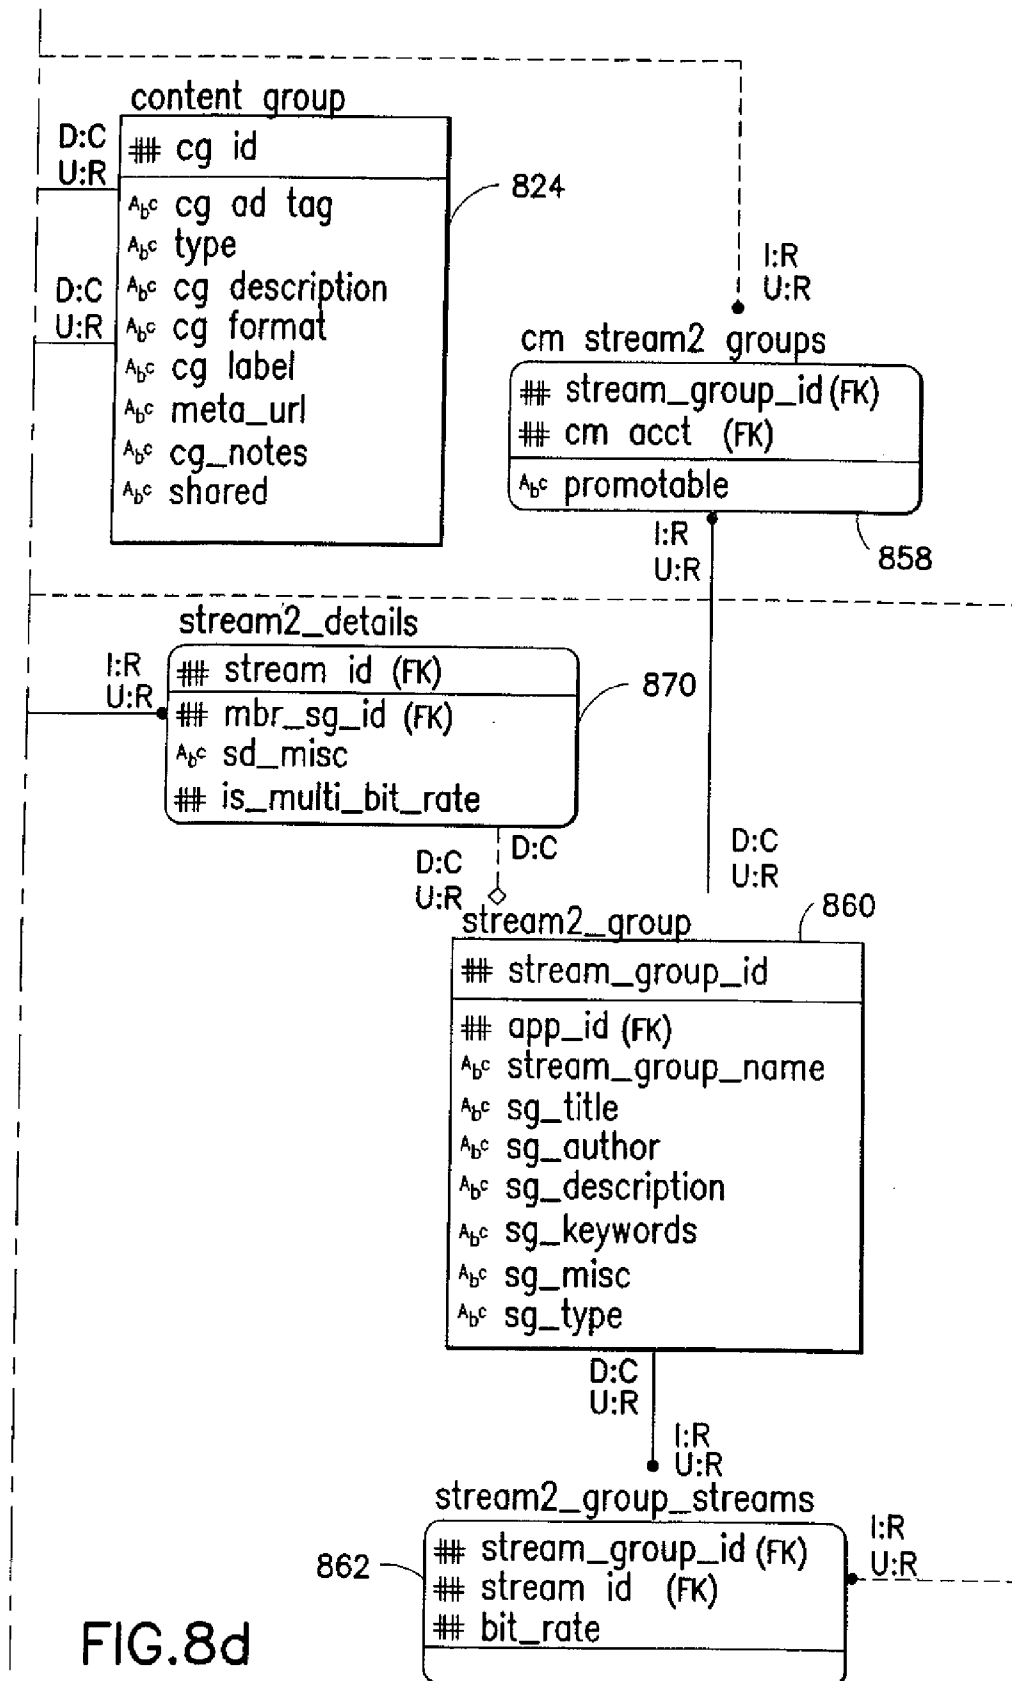 content group
D:C
U:R
## cg id
Abc cg ad tag
Abc type
D:C
U:R
Abc cg description
Abc cg format
Abc cg label
Abc meta_url
Abc cg_notes
Abc shared
824
I:R
U:R
cm stream2 groups
## stream_group_id (FK)
## cm acct (FK)
Abc promotable
I:R
U:R
858
stream2_details
I:R
U:R
## stream id (FK)
## mbr_sg_id (FK)
Abc sd_misc
## is_multi_bit_rate
870
D:C
U:R
D:C
D:C
U:R
stream2_group
860
## stream_group_id
## app_id (FK)
Abc stream_group_name
Abc sg_title
Abc sg_author
Abc sg_description
Abc sg_keywords
Abc sg_misc
Abc sg_type
D:C
U:R
I:R
U:R
stream2_group_streams
## stream_group_id (FK)
## stream id (FK)
## bit_rate
862
I:R
U:R
FIG.8d